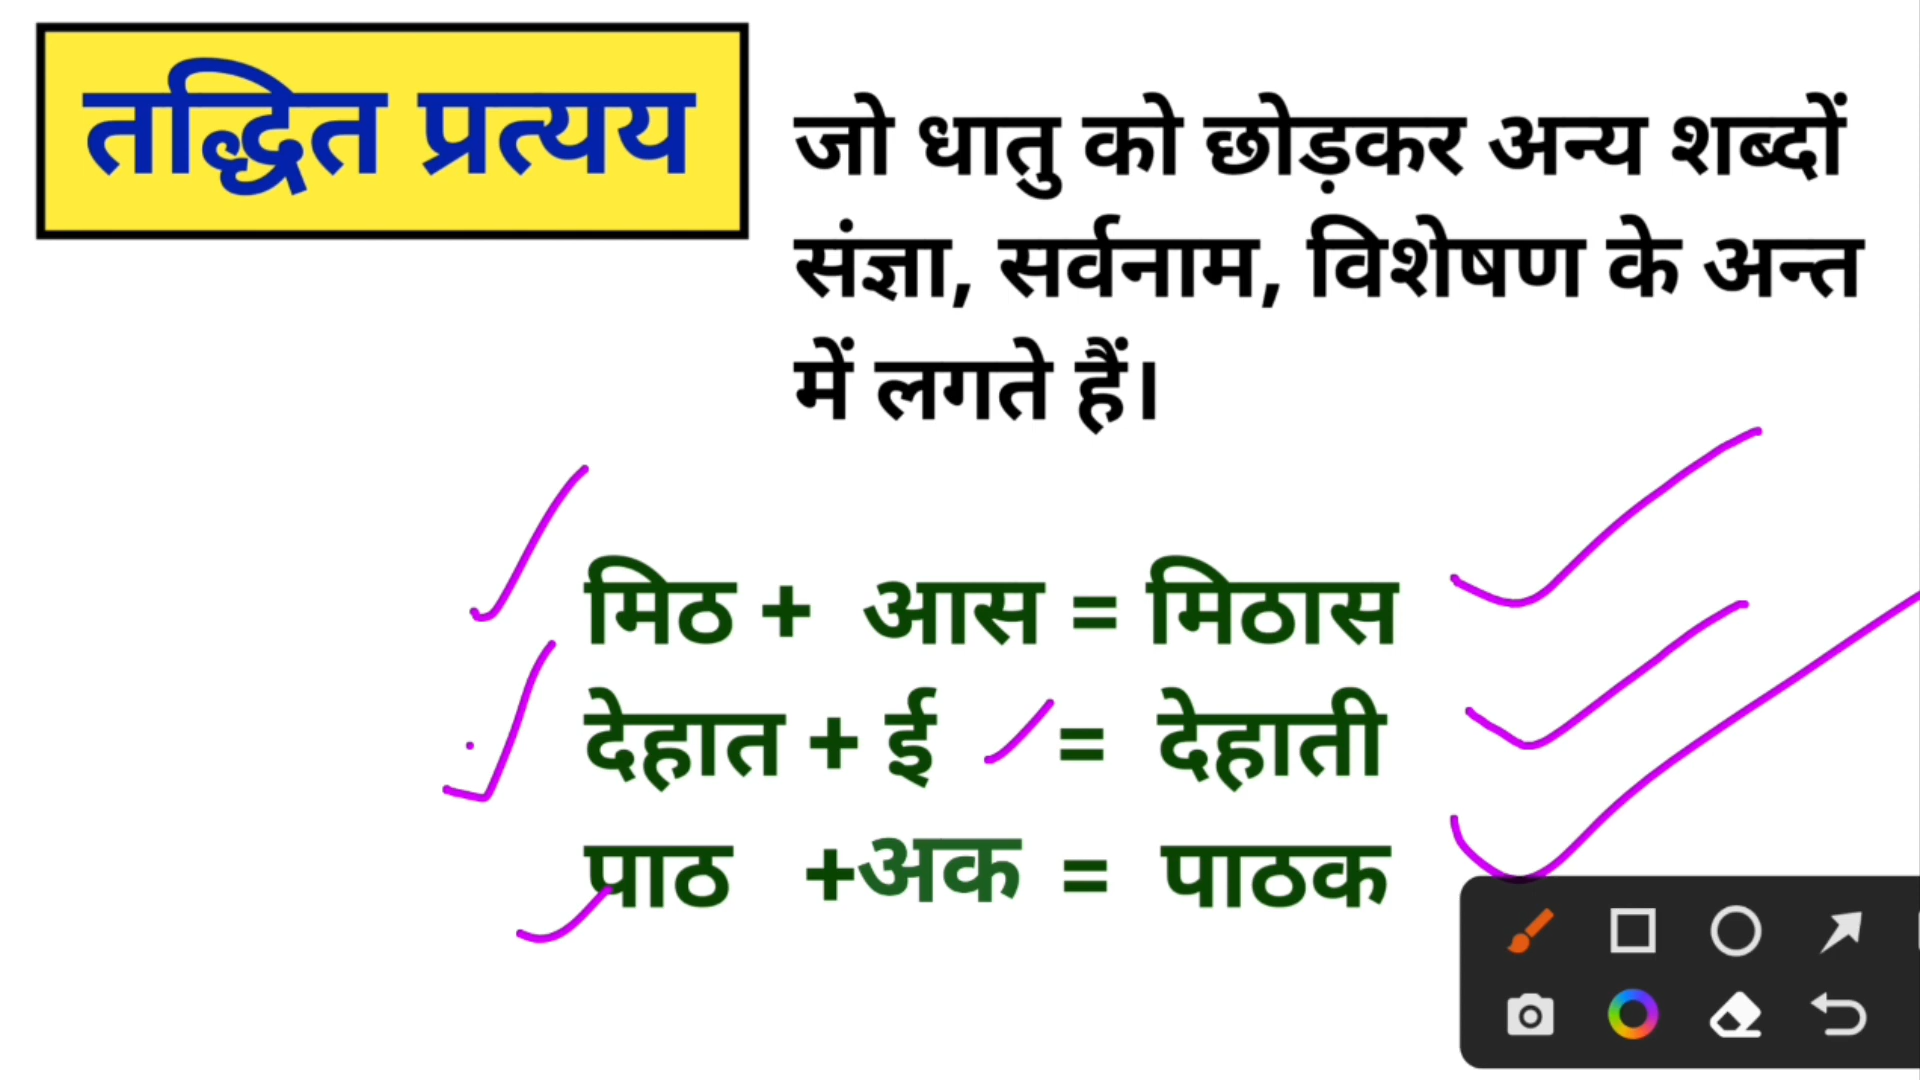 तद्धित प्रत्यय
जो धातु को छोड़कर अन्य शब्दों
संज्ञा, सर्वनाम, विशेषण के अन्त
में लगते हैं।
मिठ + आस = मिठास
देहात + ई = देहाती
पाठ +अक = पाठक